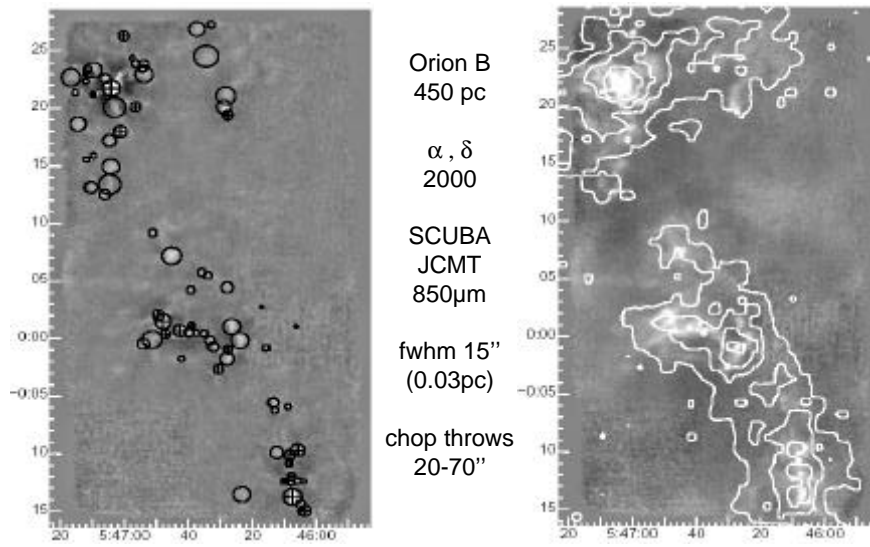 25
20
15
10
05
0:00
−0:05
10
15
20 5:47:00 40 20 46:00
Orion B
450 pc
α , δ
2000
SCUBA
JCMT
850μm
fwhm 15''
(0.03pc)
chop throws
20-70''
25
20
15
10
05
0:00
−0:05
10
15
20 5:47:00 40 20 46:00